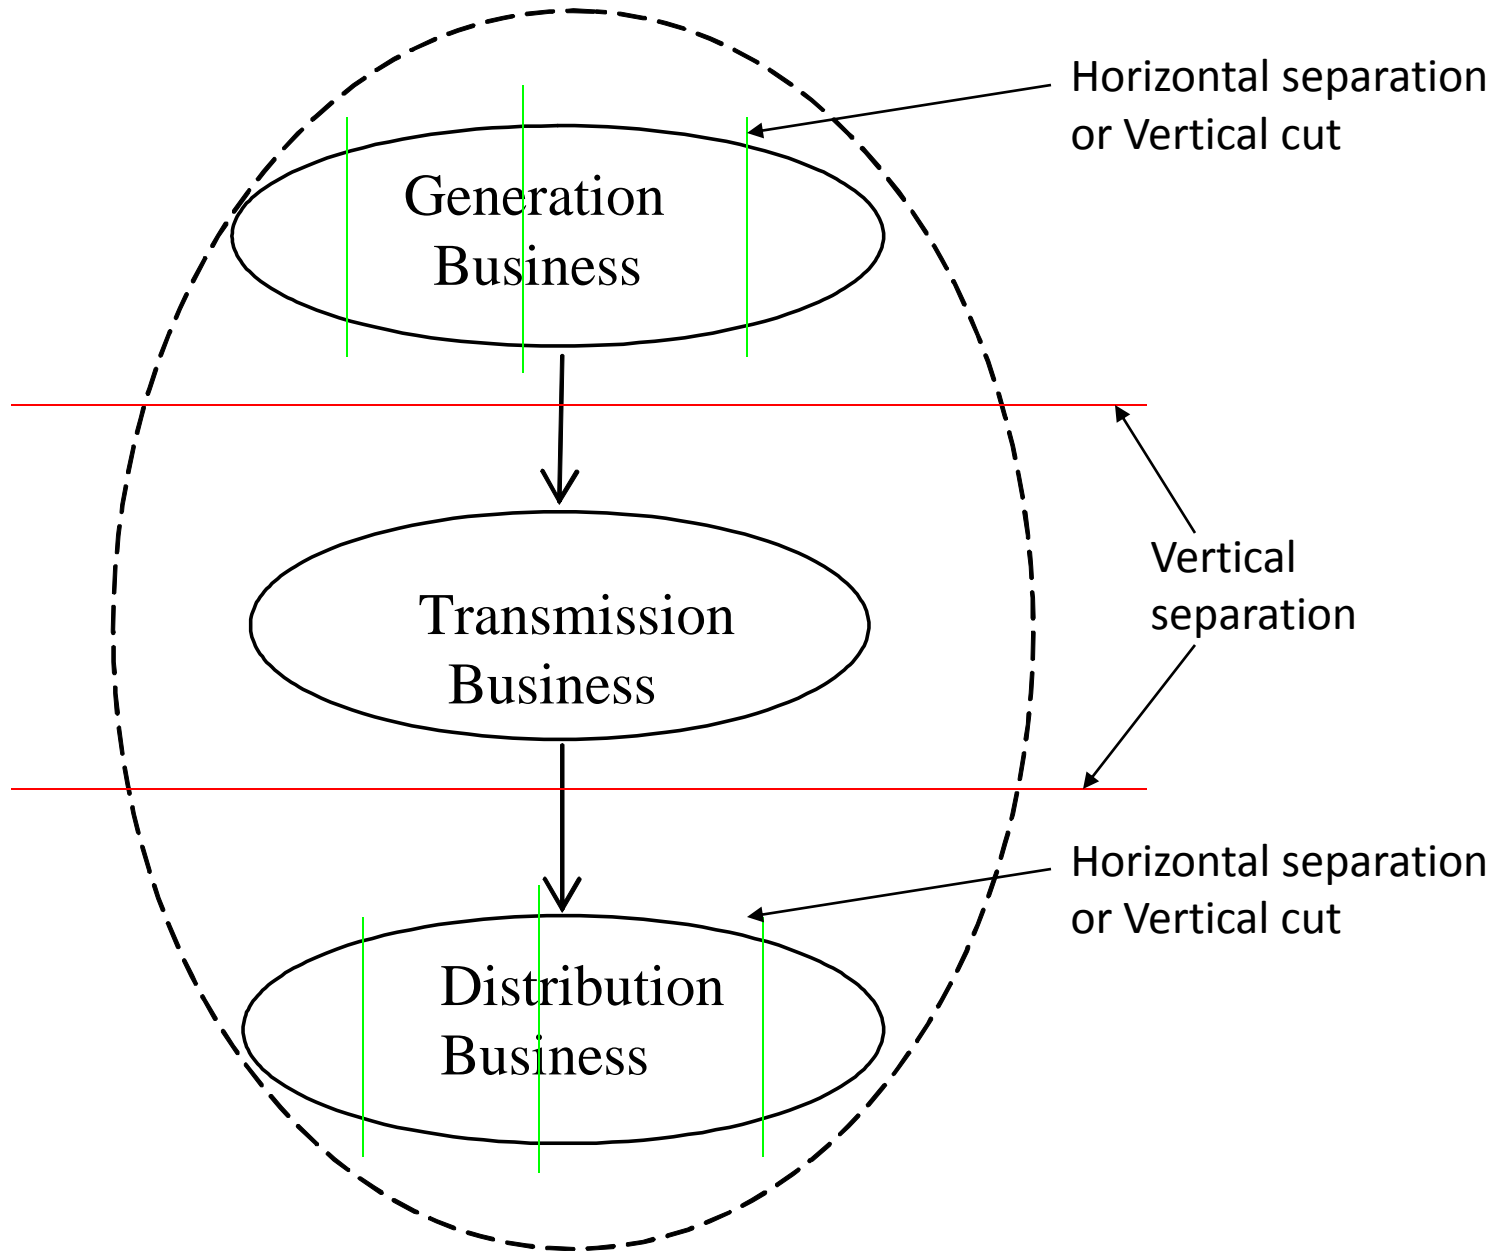 Horizontal separation
or Vertical cut
Generation
Business
Vertical
separation
Transmission
Business
Horizontal separation
or Vertical cut
Distribution
Business